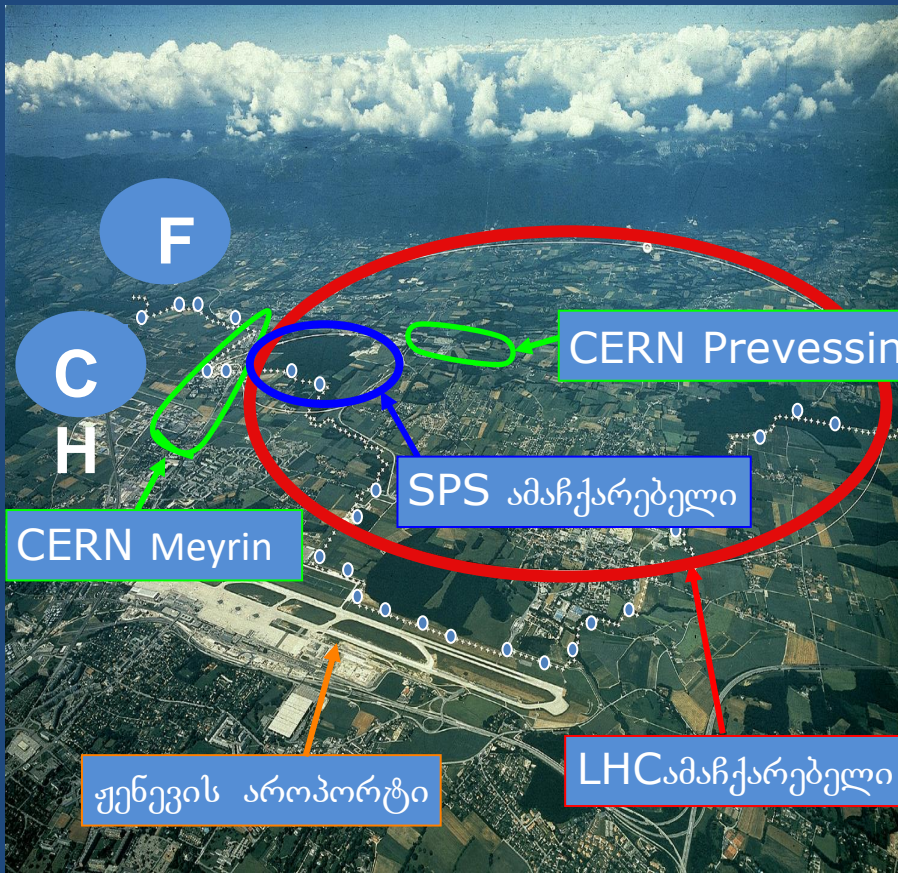 F
C
H
CERN Prevessin
SPS ამაჩქარებელი
CERN Meyrin
ჟენევის აროპორტი
LHCამაჩქარებელი